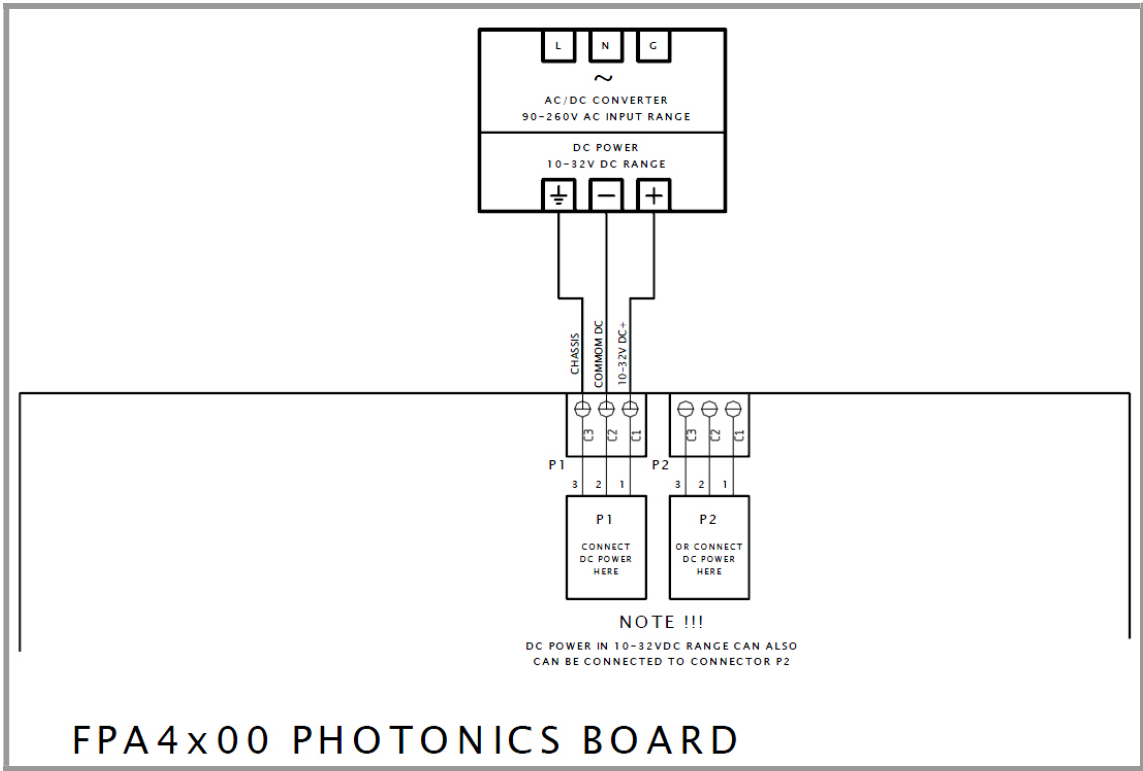 L N G
~
AC/DC CONVERTER
90-260V AC INPUT RANGE
DC POWER
10-32V DC RANGE
− +
CHASSIS
COMMOM DC
10-32V DC+
C3 C2 C1
C3 C2 C1
P1
P2
3 2 1
3 2 1
P1
CONNECT
DC POWER
HERE
P2
OR CONNECT
DC POWER
HERE
NOTE !!!
DC POWER IN 10-32VDC RANGE CAN ALSO
CAN BE CONNECTED TO CONNECTOR P2
FPA4x00 PHOTONICS BOARD